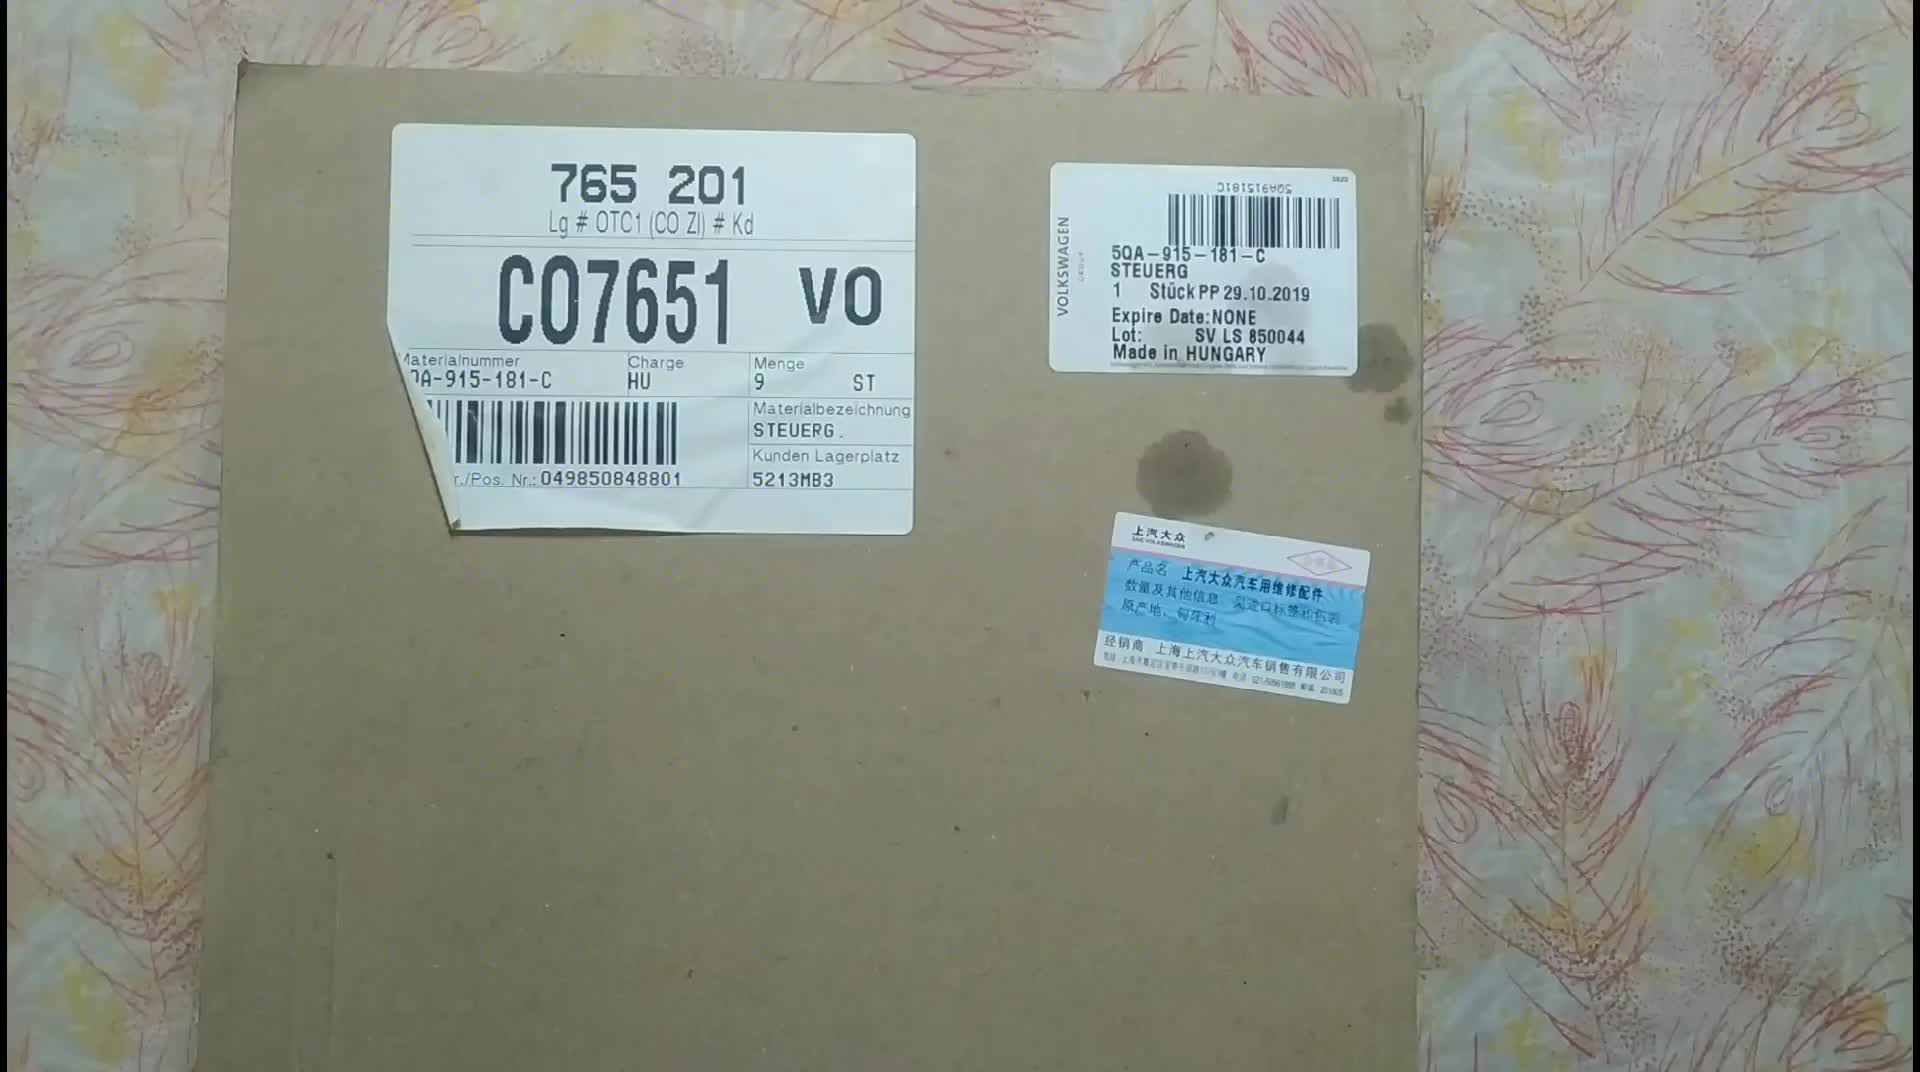 765 201
Lg # OTC1 (CO ZI) # Kd
CO7651 VO
Materialnummer Charge Menge
QA-915-181-C HU 9 ST
Materialbezeichnung
STEUERG.
Kunden Lagerplatz
r./Pos. Nr.: 049850848801 5213MB3
5QA915181C
VOLKSWAGEN
GROUP
5QA-915-181-C
STEUERG
1 Stück PP 29.10.2019
Expire Date: NONE
Lot: SV LS 850044
Made in HUNGARY
上汽大众
SAIC VOLKSWAGEN
产品名 上汽大众汽车用维修配件
数量及其他信息 见进口标签和包装
原产地: 匈牙利
经销商 上海上汽大众汽车销售有限公司